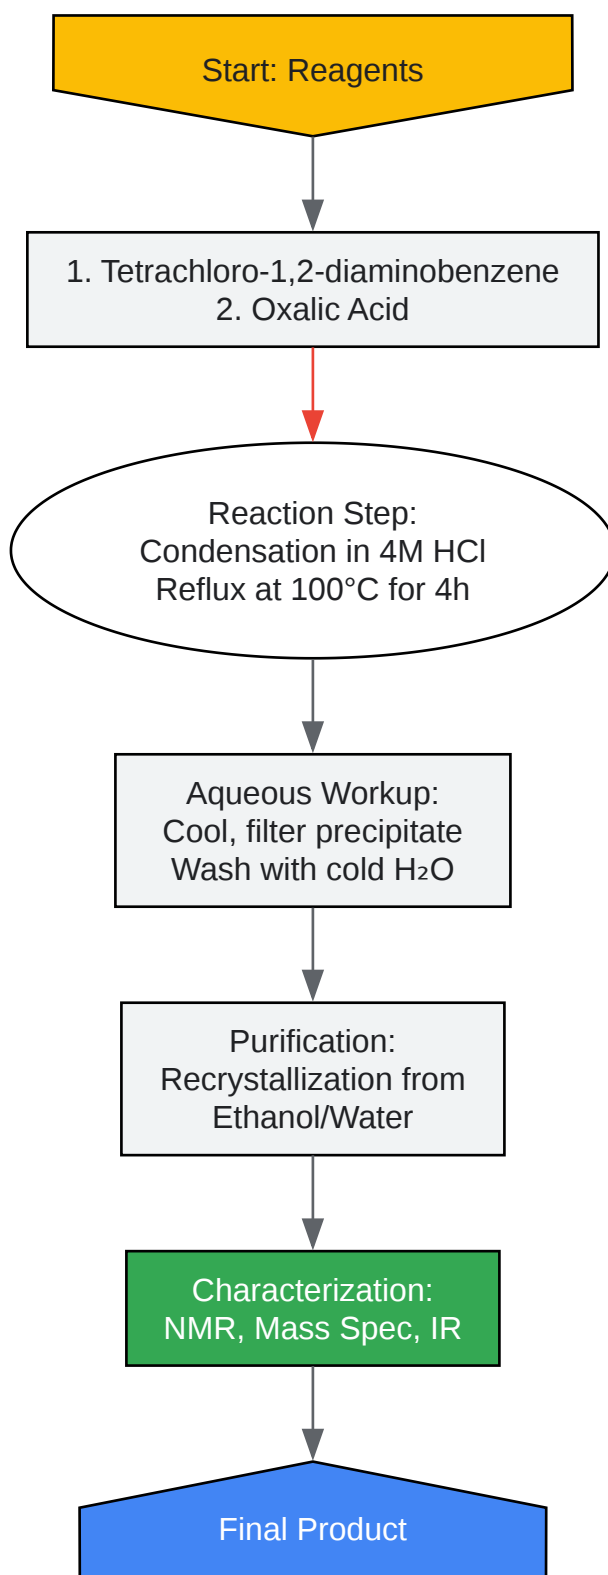 Start: Reagents
1. Tetrachloro-1,2-diaminobenzene
2. Oxalic Acid
Reaction Step:
Condensation in 4M HCl
Reflux at 100°C for 4h
Aqueous Workup:
Cool, filter precipitate
Wash with cold H₂O
Purification:
Recrystallization from
Ethanol/Water
Characterization:
NMR, Mass Spec, IR
Final Product